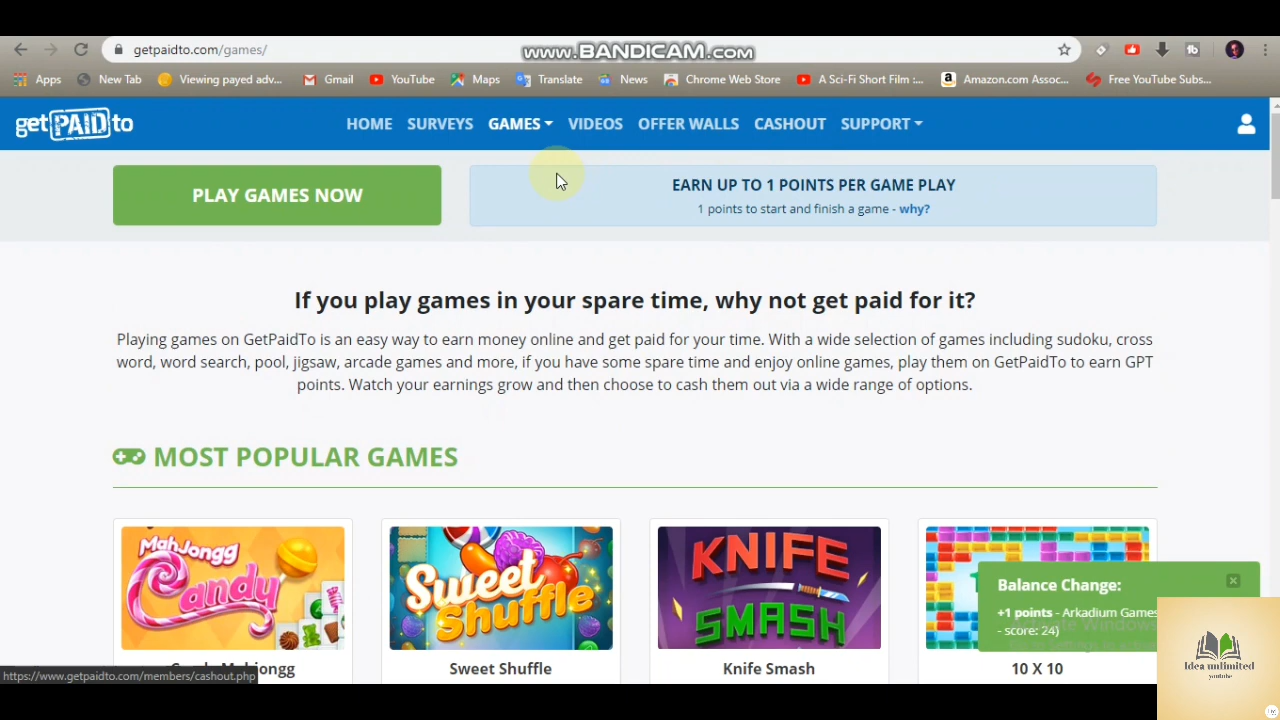 www.BANDICAM.com
getpaidto.com/games/
Apps New Tab Viewing payed adv... Gmail YouTube Maps Translate News Chrome Web Store A Sci-Fi Short Film :... Amazon.com Assoc... Free YouTube Subs...
get PAID to HOME SURVEYS GAMES VIDEOS OFFER WALLS CASHOUT SUPPORT
PLAY GAMES NOW
EARN UP TO 1 POINTS PER GAME PLAY
1 points to start and finish a game - why?
If you play games in your spare time, why not get paid for it?
Playing games on GetPaidTo is an easy way to earn money online and get paid for your time. With a wide selection of games including sudoku, cross
word, word search, pool, jigsaw, arcade games and more, if you have some spare time and enjoy online games, play them on GetPaidTo to earn GPT
points. Watch your earnings grow and then choose to cash them out via a wide range of options.
MOST POPULAR GAMES
MahJongg
Candy
Sweet
Shuffle
KNIFE
SMASH
Balance Change:
+1 points - Arkadium Games
- score: 24)
Activate Windows
Idea unlimited
youtube
Sweet Shuffle
Knife Smash
10 X 10
https://www.getpaidto.com/members/cashout.php